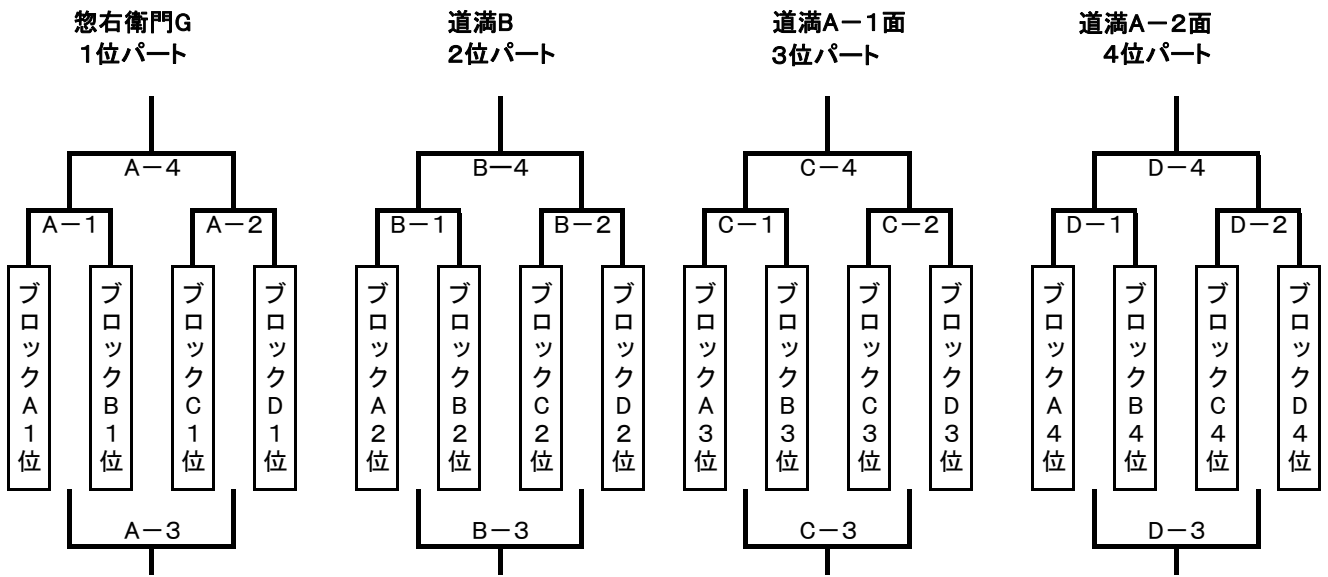 惣右衛門G
1位パート
A－4
A－1
A－2
ブロックA1位
ブロックB1位
ブロックC1位
ブロックD1位
A－3
道満B
2位パート
B－4
B－1
B－2
ブロックA2位
ブロックB2位
ブロックC2位
ブロックD2位
B－3
道満A－1面
3位パート
C－4
C－1
C－2
ブロックA3位
ブロックB3位
ブロックC3位
ブロックD3位
C－3
道満A－2面
4位パート
D－4
D－1
D－2
ブロックA4位
ブロックB4位
ブロックC4位
ブロックD4位
D－3